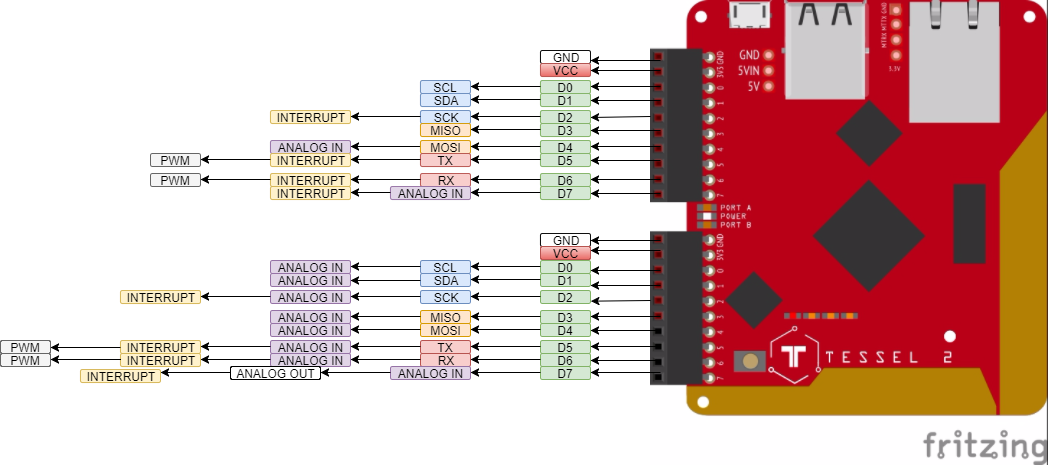 MTRX MTTX GND
3.3V
GND
5VIN
5V
GND
VCC
SCL D0
SDA D1
INTERRUPT SCK D2
MISO D3
ANALOG IN MOSI D4
PWM INTERRUPT TX D5
PWM INTERRUPT RX D6
INTERRUPT ANALOG IN D7
GND
3V3
0
1
2
3
4
5
6
7
PORT A
POWER
PORT B
GND
VCC
ANALOG IN SCL D0
ANALOG IN SDA D1
INTERRUPT ANALOG IN SCK D2
ANALOG IN MISO D3
ANALOG IN MOSI D4
PWM INTERRUPT ANALOG IN TX D5
PWM INTERRUPT ANALOG IN RX D6
INTERRUPT ANALOG OUT ANALOG IN D7
GND
3V3
0
1
2
3
4
5
6
7
TESSEL 2
fritzing